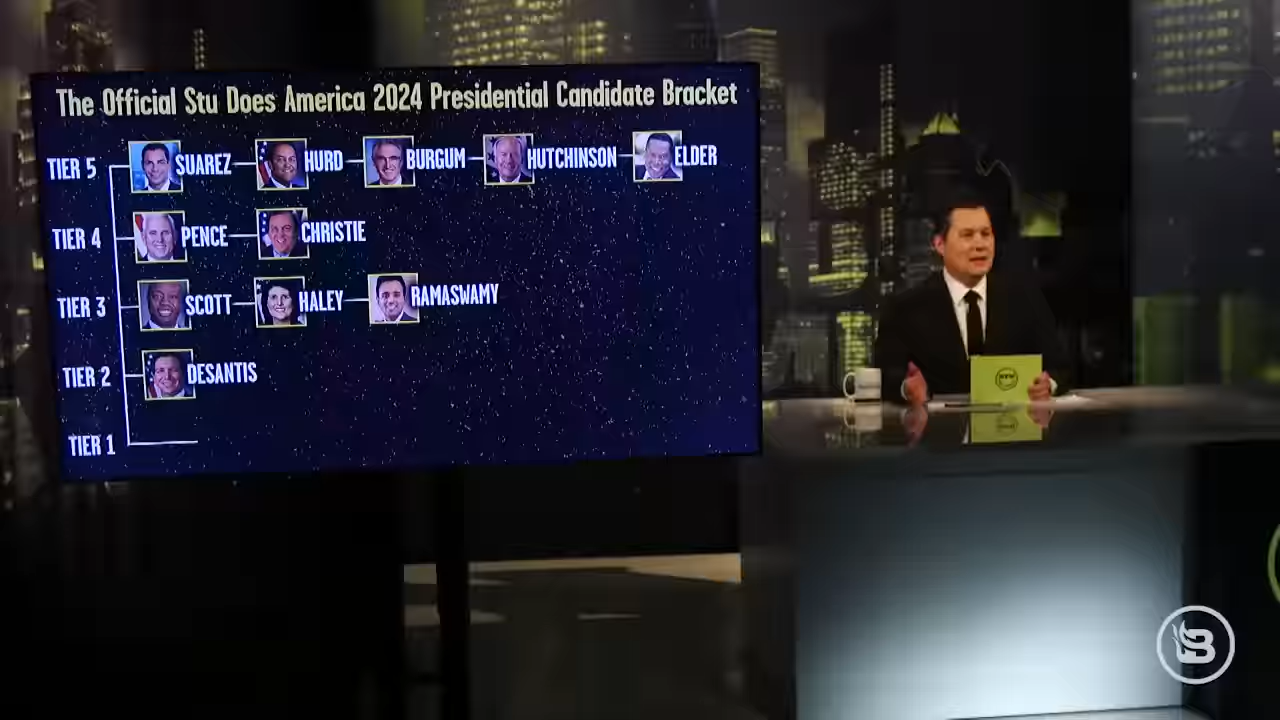 The Official Stu Does America 2024 Presidential Candidate Bracket
TIER 5 SUAREZ HURD BURGUM HUTCHINSON ELDER
TIER 4 PENCE CHRISTIE
TIER 3 SCOTT HALEY RAMASWAMY
TIER 2 DESANTIS
TIER 1
B